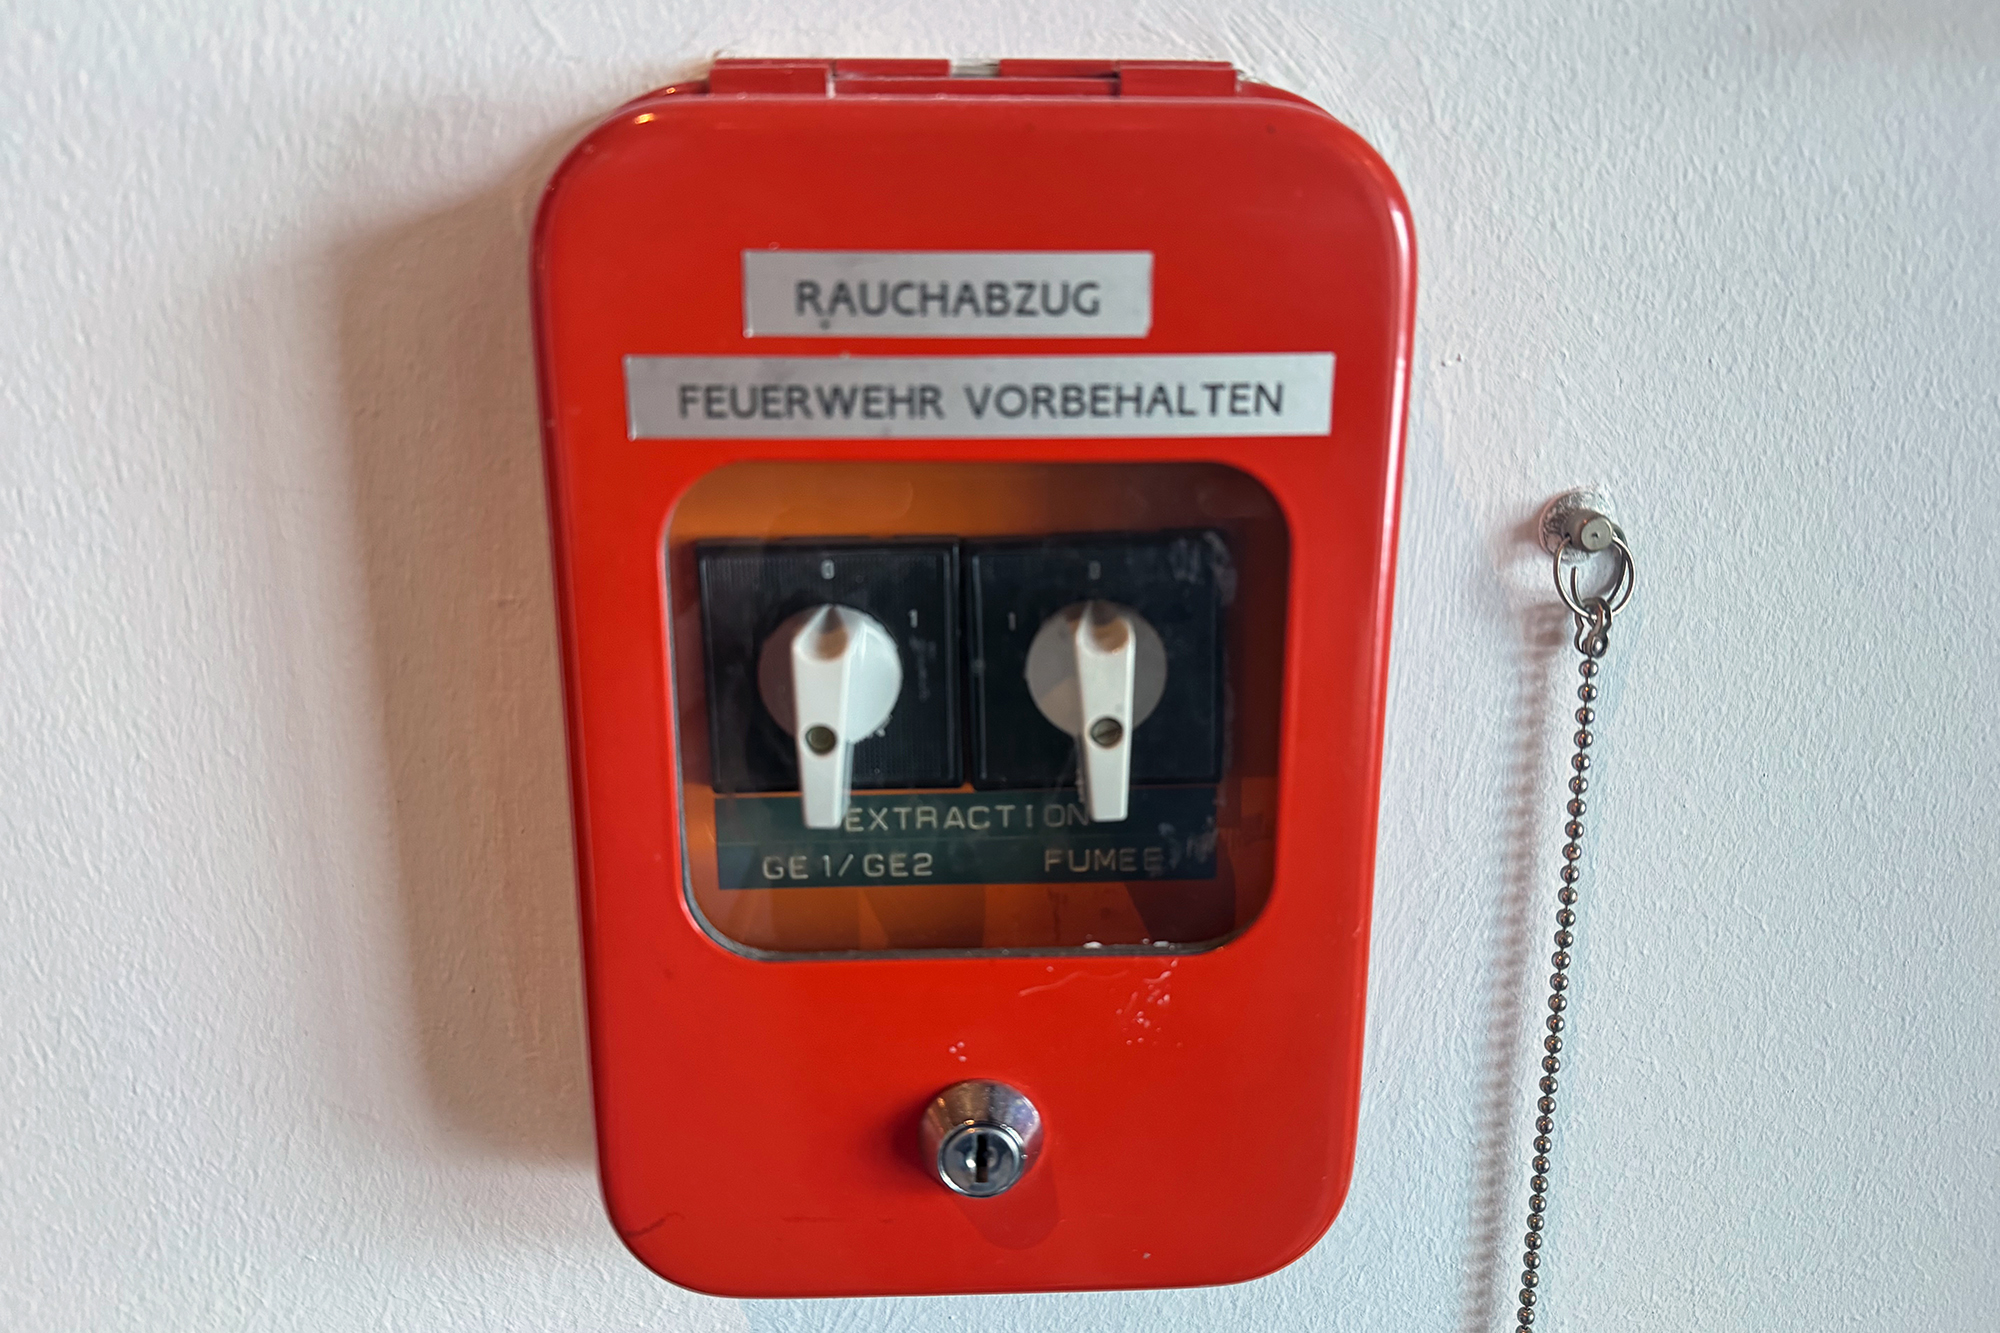 RAUCHABZUG
FEUERWEHR VORBEHALTEN
0 0
1 1
EXTRACTION
GE1/GE2 FUMEE